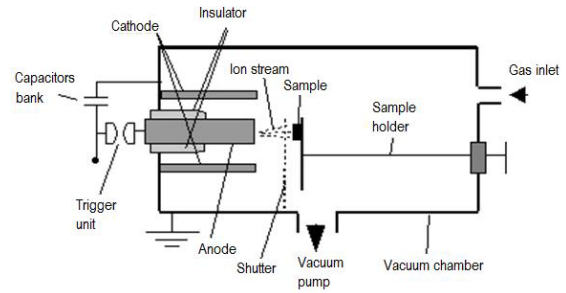 Insulator
Cathode
Ion stream
Sample
Capacitors
bank
Gas inlet
Sample
holder
Trigger
unit
Anode
Shutter
Vacuum
pump
Vacuum chamber